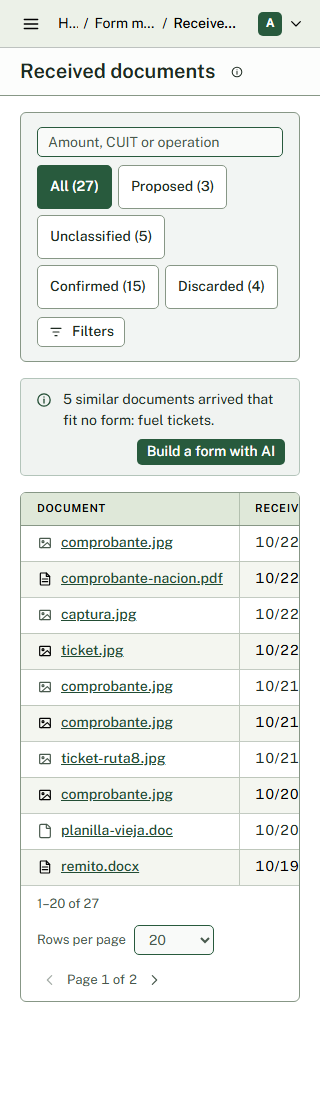 H... / Form m... / Receive... A
Received documents
Amount, CUIT or operation
All (27) Proposed (3)
Unclassified (5)
Confirmed (15) Discarded (4)
Filters
5 similar documents arrived that
fit no form: fuel tickets.
Build a form with AI
DOCUMENT RECEIV
comprobante.jpg 10/22
comprobante-nacion.pdf 10/22
captura.jpg 10/22
ticket.jpg 10/22
comprobante.jpg 10/21
comprobante.jpg 10/21
ticket-ruta8.jpg 10/21
comprobante.jpg 10/20
planilla-vieja.doc 10/20
remito.docx 10/19
1–20 of 27
Rows per page 20
Page 1 of 2